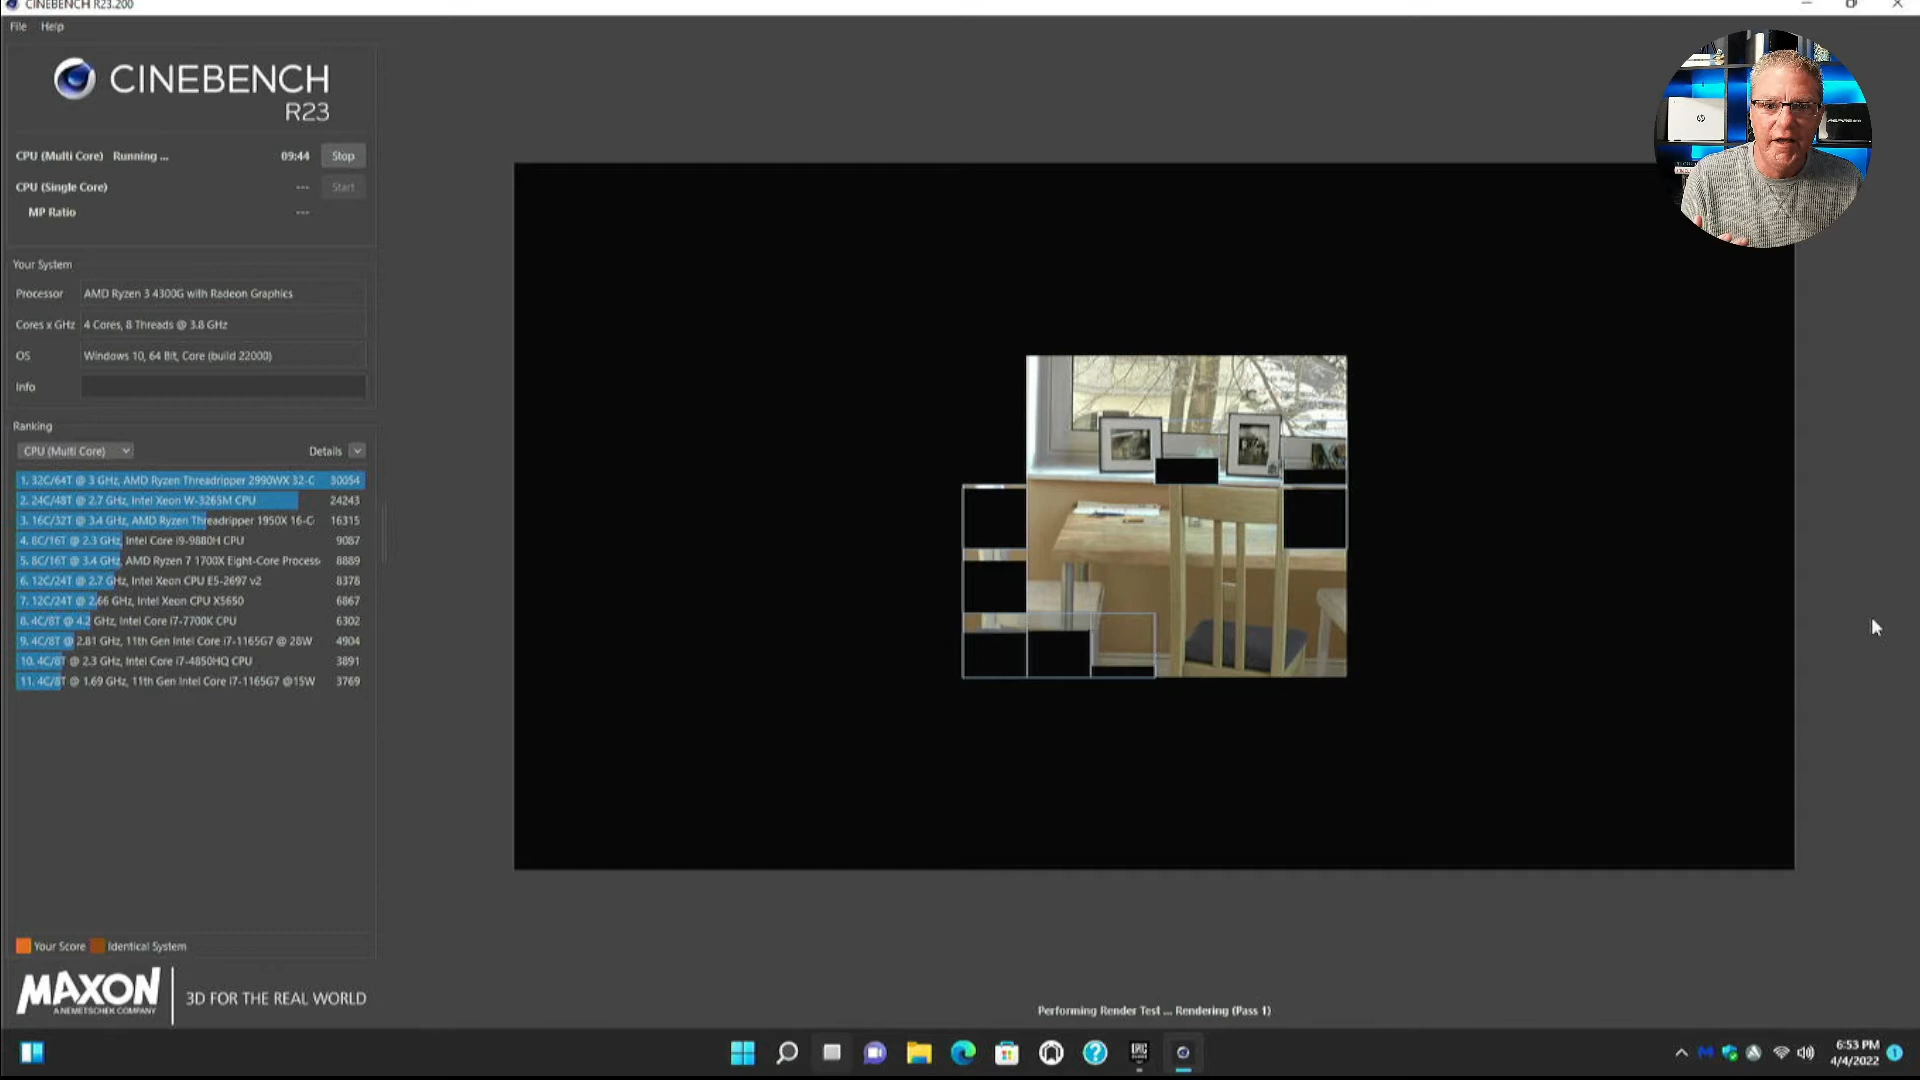 CINEBENCH R23.200
File Help
CINEBENCH
R23
CPU (Multi Core) Running ... 09:44 Stop
CPU (Single Core) --- Start
MP Ratio ---
Your System
Processor AMD Ryzen 3 4300G with Radeon Graphics
Cores x GHz 4 Cores, 8 Threads @ 3.8 GHz
OS Windows 10, 64 Bit, Core (build 22000)
Info
Ranking
CPU (Multi Core) Details
1. 32C/64T @ 3 GHz, AMD Ryzen Threadripper 2990WX 32-C 30054
2. 24C/48T @ 2.7 GHz, Intel Xeon W-3265M CPU 24243
3. 16C/32T @ 3.4 GHz, AMD Ryzen Threadripper 1950X 16-C 16315
4. 8C/16T @ 2.3 GHz, Intel Core i9-9880H CPU 9087
5. 8C/16T @ 3.4 GHz, AMD Ryzen 7 1700X Eight-Core Process 8889
6. 12C/24T @ 2.7 GHz, Intel Xeon CPU E5-2697 v2 8378
7. 12C/24T @ 2.66 GHz, Intel Xeon CPU X5650 6867
8. 4C/8T @ 4.2 GHz, Intel Core i7-7700K CPU 6302
9. 4C/8T @ 2.81 GHz, 11th Gen Intel Core i7-1165G7 @ 28W 4904
10. 4C/8T @ 2.3 GHz, Intel Core i7-4850HQ CPU 3891
11. 4C/8T @ 1.69 GHz, 11th Gen Intel Core i7-1165G7 @15W 3769
Your Score Identical System
MAXON
A NEMETSCHEK COMPANY
3D FOR THE REAL WORLD
Performing Render Test ... Rendering (Pass 1)
EPIC
6:53 PM
4/4/2022
1